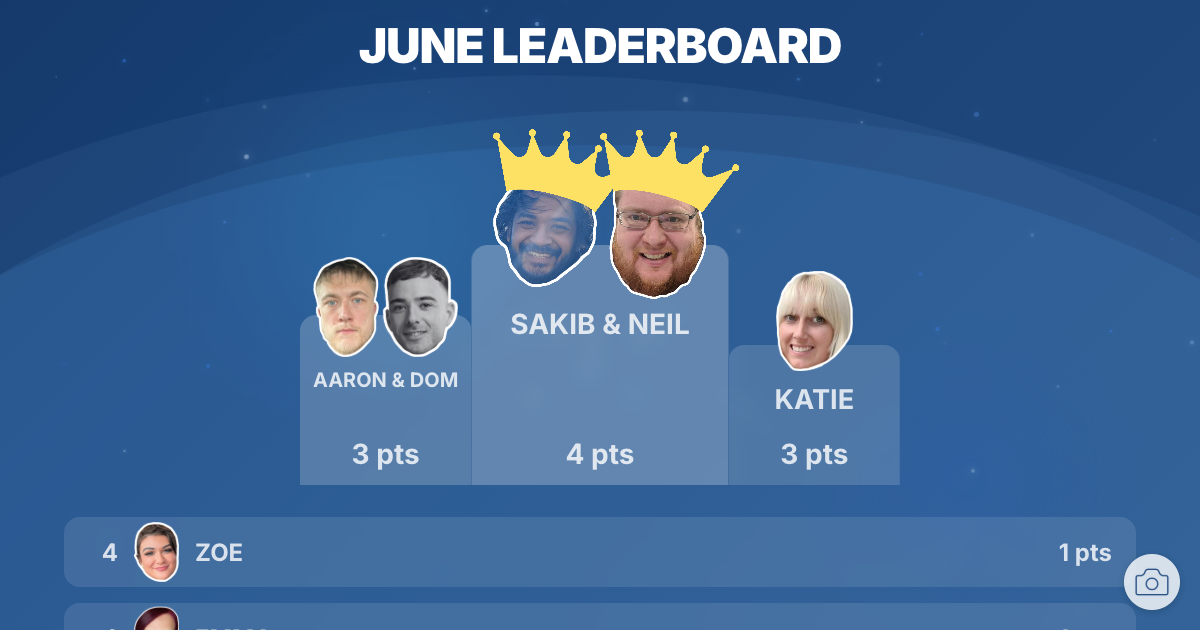 JUNE LEADERBOARD
SAKIB & NEIL
AARON & DOM
KATIE
3 pts
4 pts
3 pts
4 ZOE 1 pts